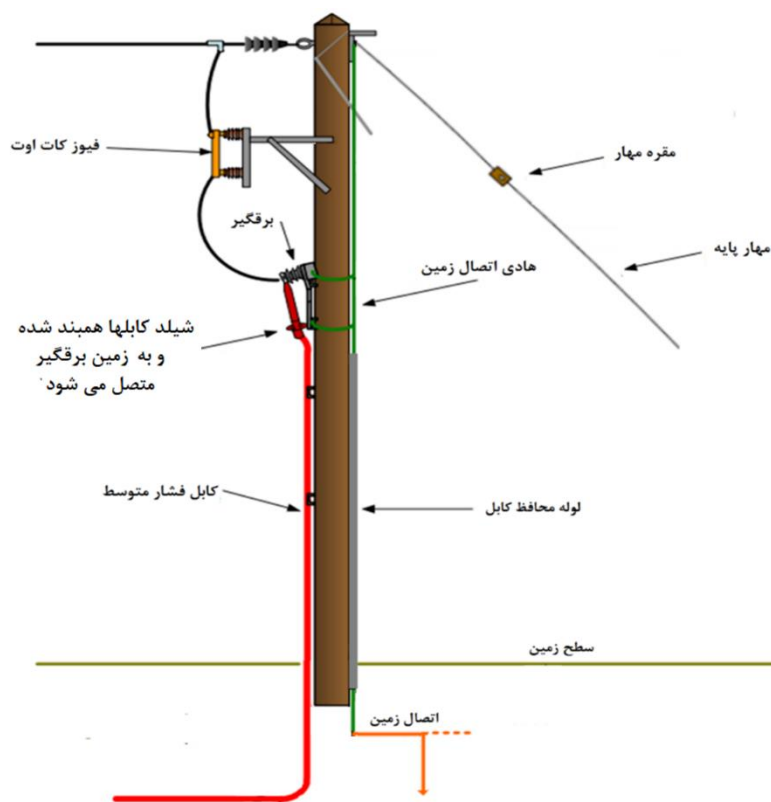 فیوز کات اوت
مقره مهار
برقگیر
مهار پایه
هادی اتصال زمین
شیلد کابلها همبند شده
و به زمین برقگیر
متصل می شود
کابل فشار متوسط
لوله محافظ کابل
سطح زمین
اتصال زمین